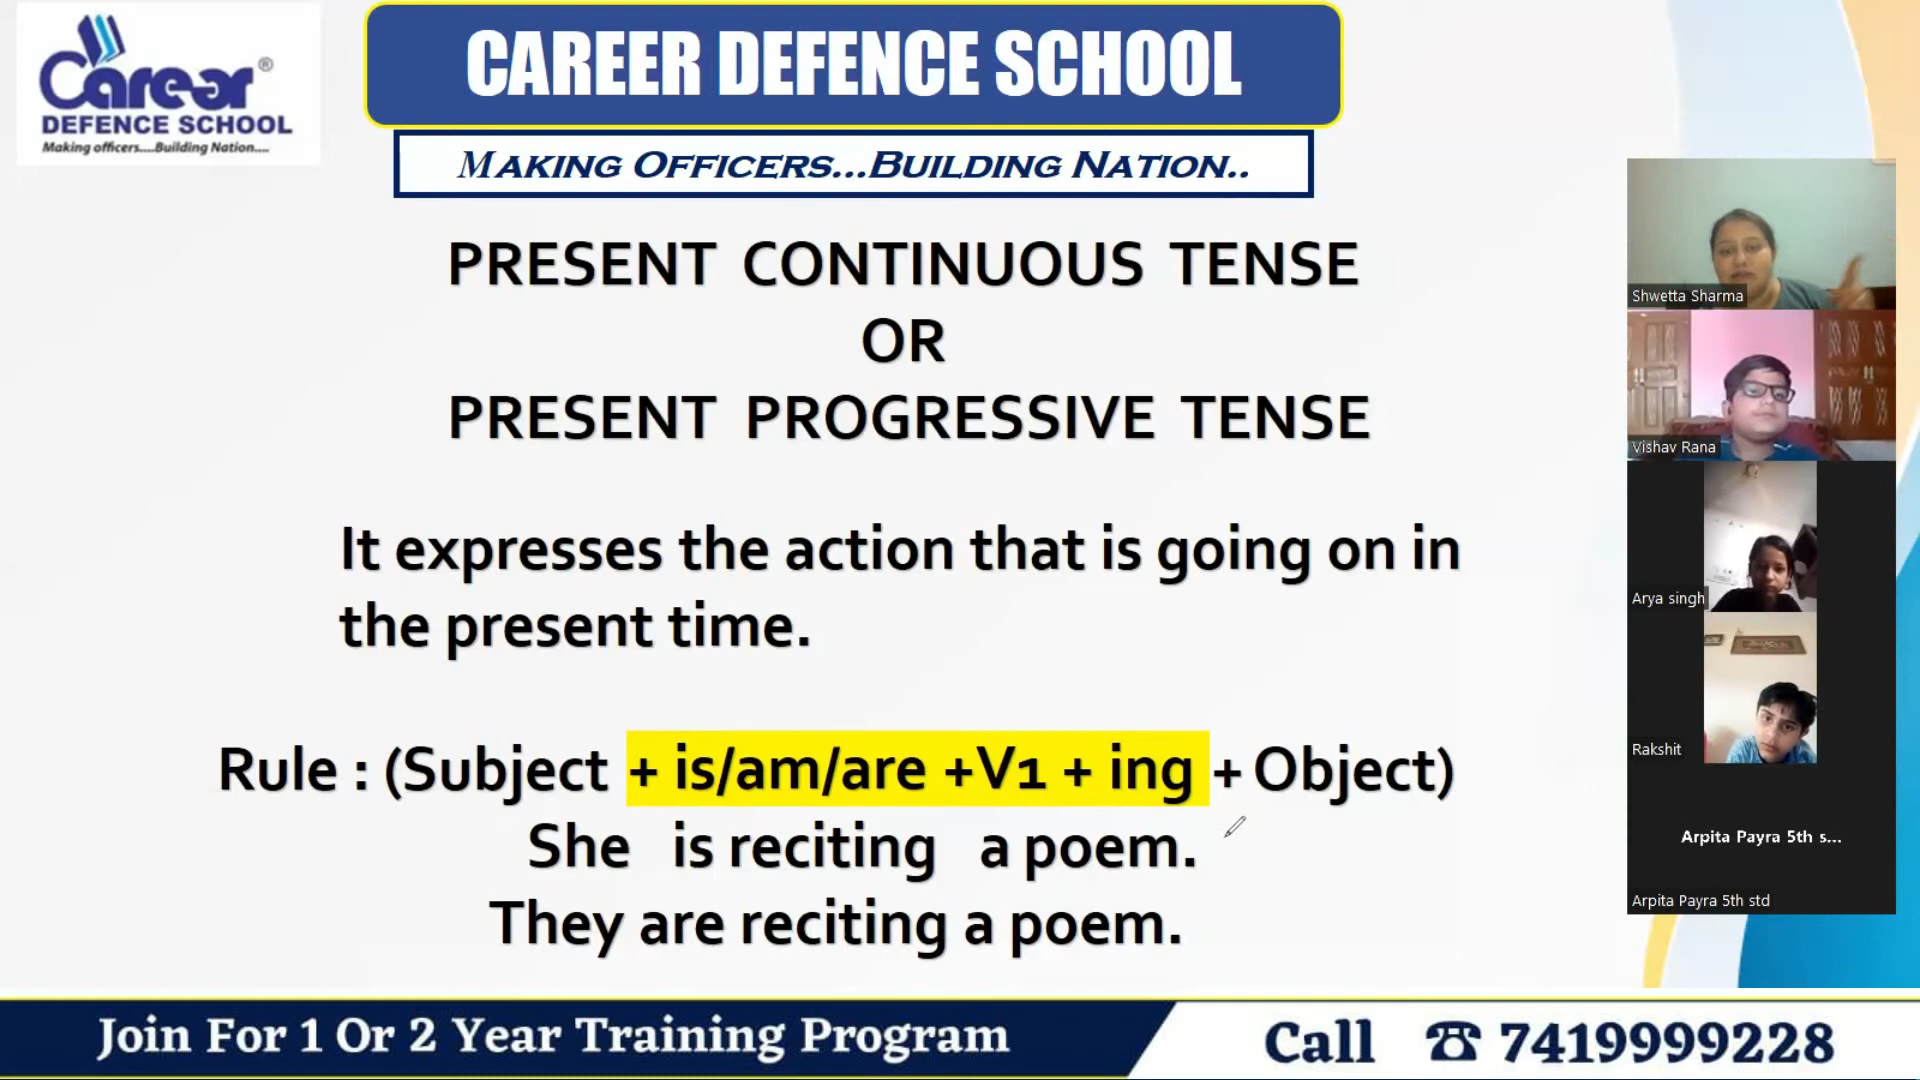 Career®
DEFENCE SCHOOL
Making officers....Building Nation....
CAREER DEFENCE SCHOOL
MAKING OFFICERS...BUILDING NATION..
PRESENT CONTINUOUS TENSE
OR
PRESENT PROGRESSIVE TENSE
It expresses the action that is going on in
the present time.
Rule : (Subject + is/am/are +V1 + ing + Object)
She is reciting a poem.
They are reciting a poem.
Shwetta Sharma
Vishav Rana
Arya singh
Rakshit
Arpita Payra 5th s...
Arpita Payra 5th std
Join For 1 Or 2 Year Training Program
Call ☎ 7419999228